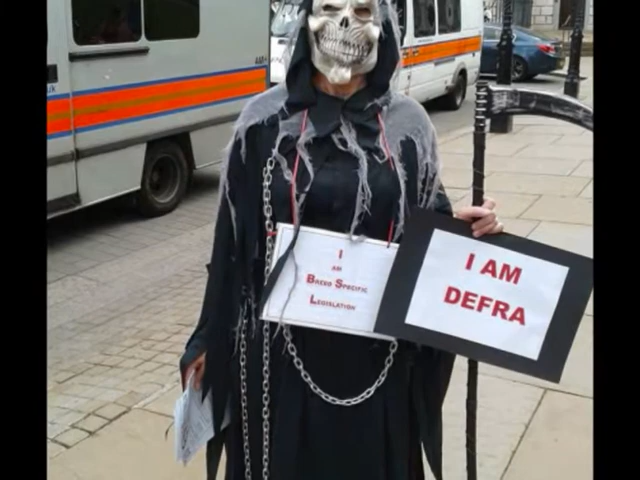 I
AM
BREED SPECIFIC
LEGISLATION
I AM
DEFRA